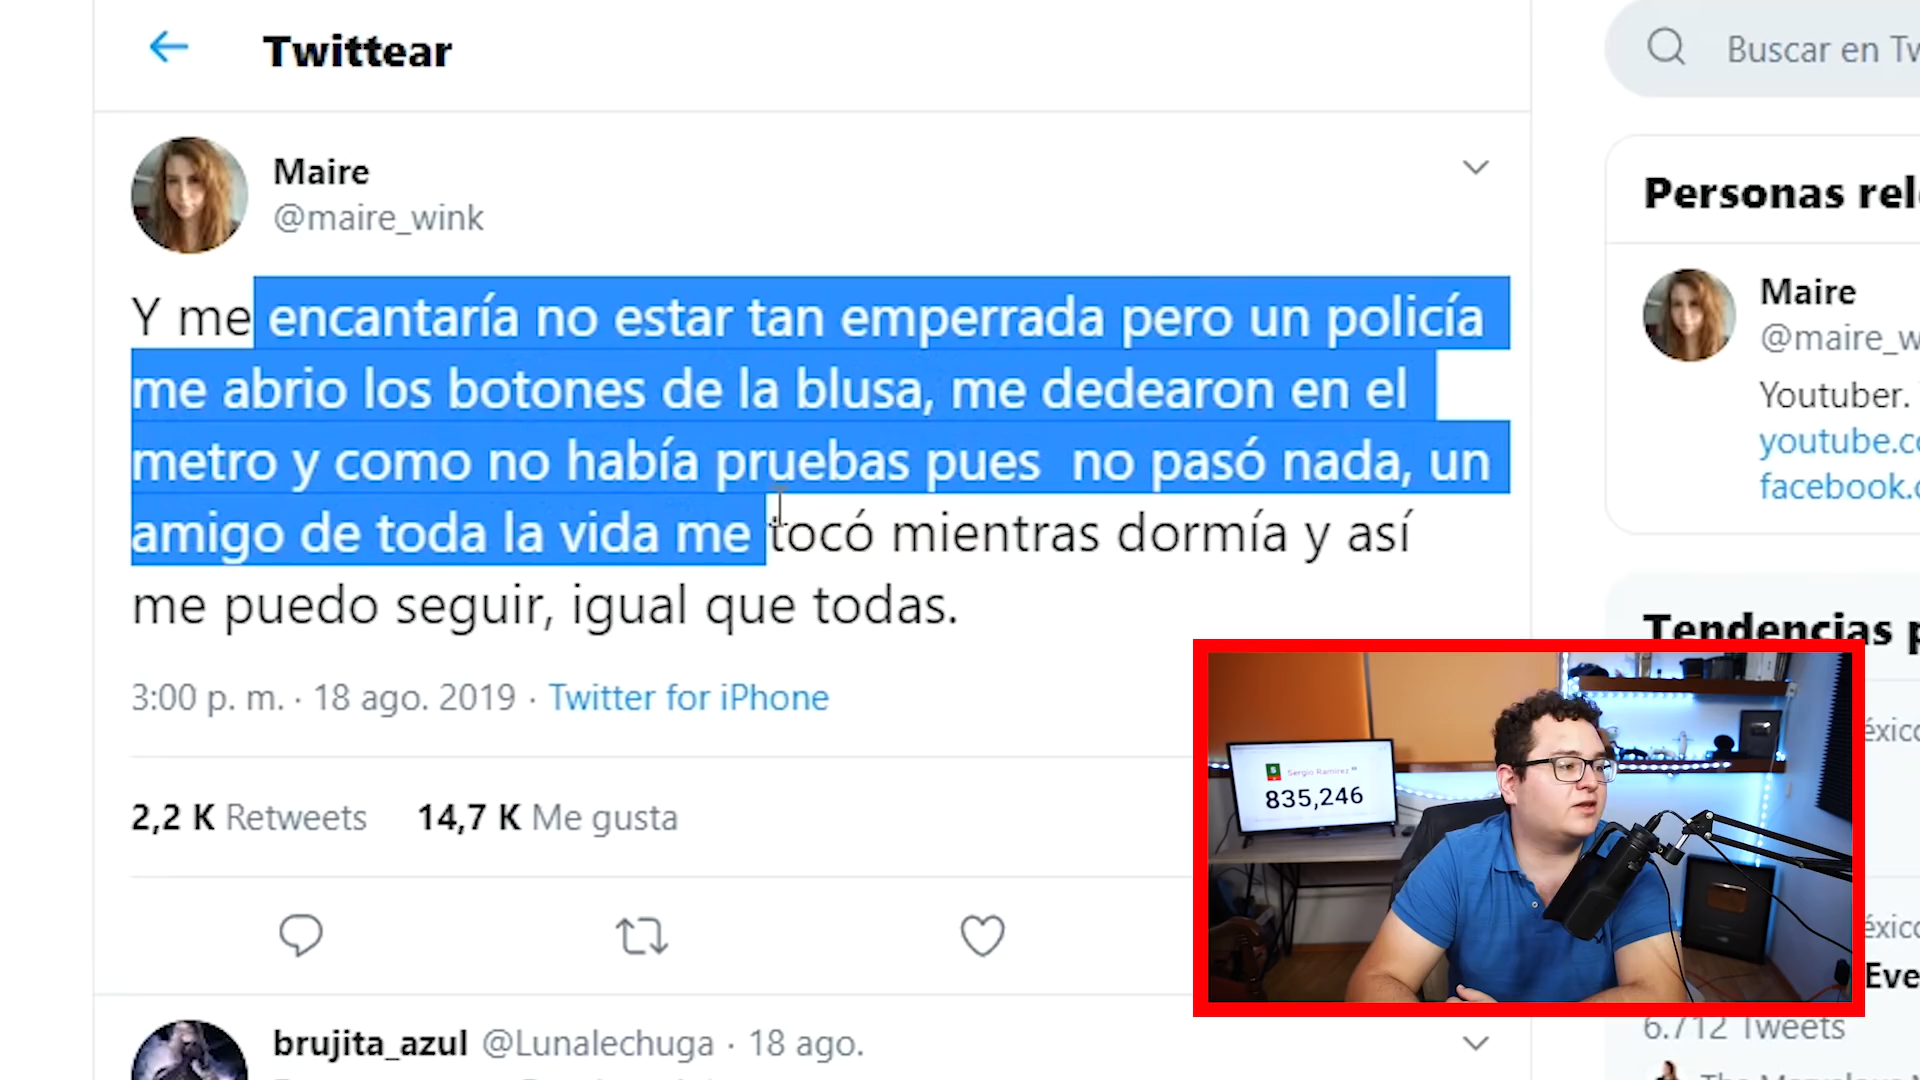 Twittear
Buscar en Tw
Maire
@maire_wink
Y me encantaría no estar tan emperrada pero un policía
me abrio los botones de la blusa, me dedearon en el
metro y como no había pruebas pues  no pasó nada, un
amigo de toda la vida me tocó mientras dormía y así
me puedo seguir, igual que todas.
3:00 p. m. · 18 ago. 2019 · Twitter for iPhone
2,2 K Retweets 14,7 K Me gusta
brujita_azul @Lunalechuga · 18 ago.
Personas rel
Maire
@maire_w
Youtuber.
youtube.co
facebook.c
Tendencias p
éxico
éxico
Eve
6.712 Tweets
Sergio Ramirez
835,246